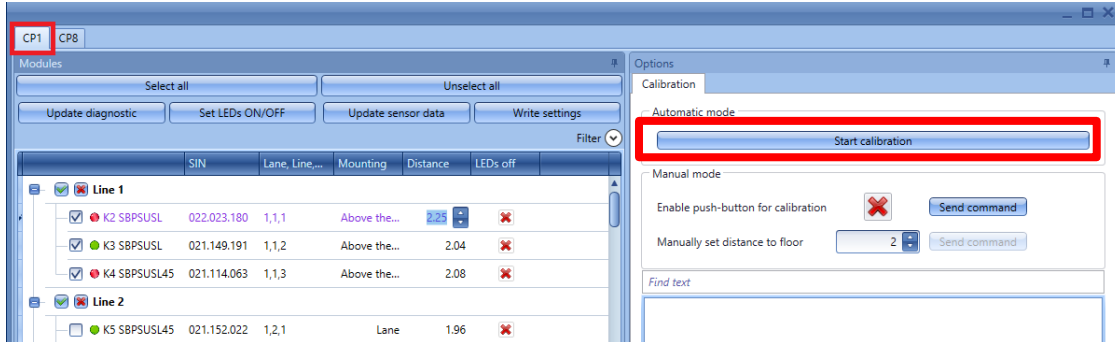 CP1 CP8
Modules
Select all Unselect all
Update diagnostic Set LEDs ON/OFF Update sensor data Write settings
Filter
SIN Lane, Line,... Mounting Distance LEDs off
Line 1
K2 SBPSUSL 022.023.180 1,1,1 Above the... 2.25
K3 SBPSUSL 021.149.191 1,1,2 Above the... 2.04
K4 SBPSUSL45 021.114.063 1,1,3 Above the... 2.08
Line 2
K5 SBPSUSL45 021.152.022 1,2,1 Lane 1.96
Options
Calibration
Automatic mode
Start calibration
Manual mode
Enable push-button for calibration Send command
Manually set distance to floor 2 Send command
Find text